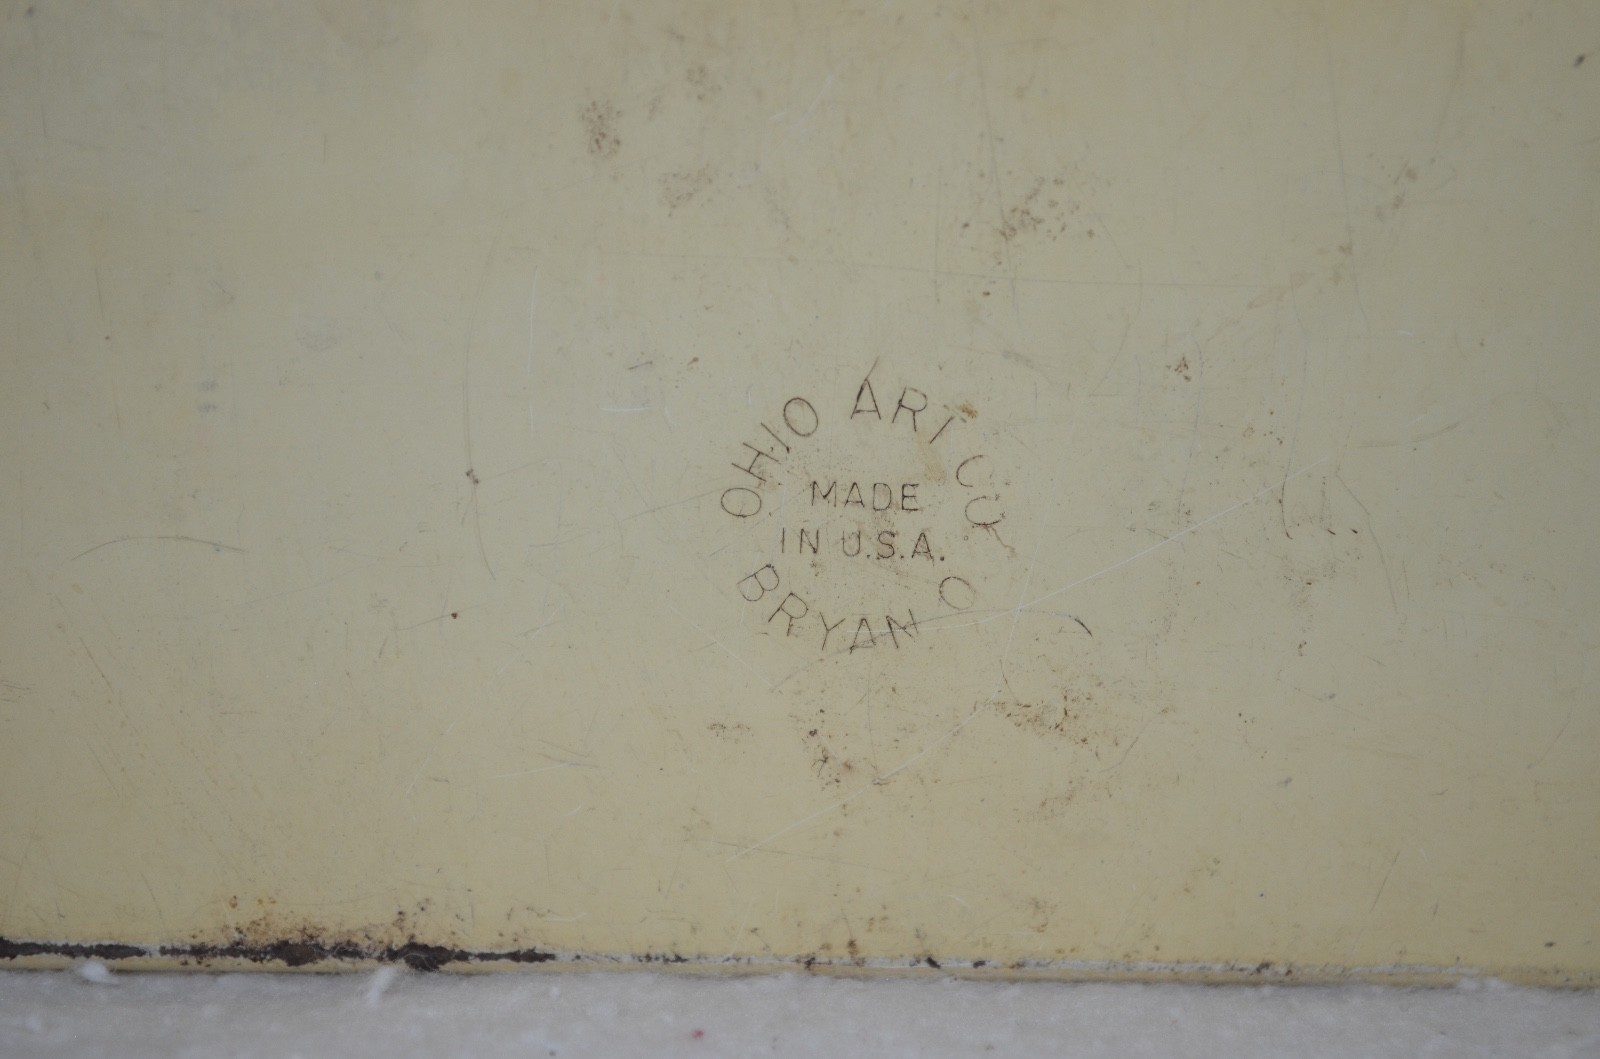 OHIO ART CO
MADE
IN U.S.A.
BRYAN O